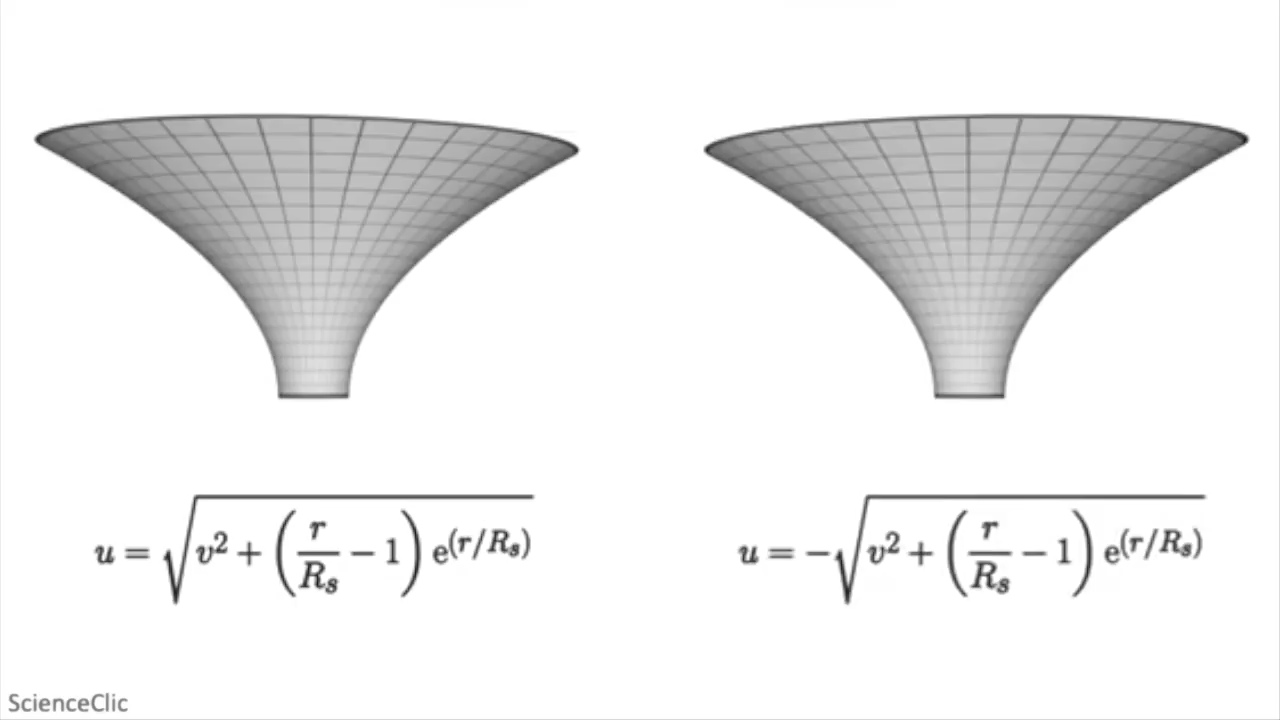 u = √(v² + (r/Rₛ − 1) e^(r/Rₛ))
u = −√(v² + (r/Rₛ − 1) e^(r/Rₛ))
ScienceClic